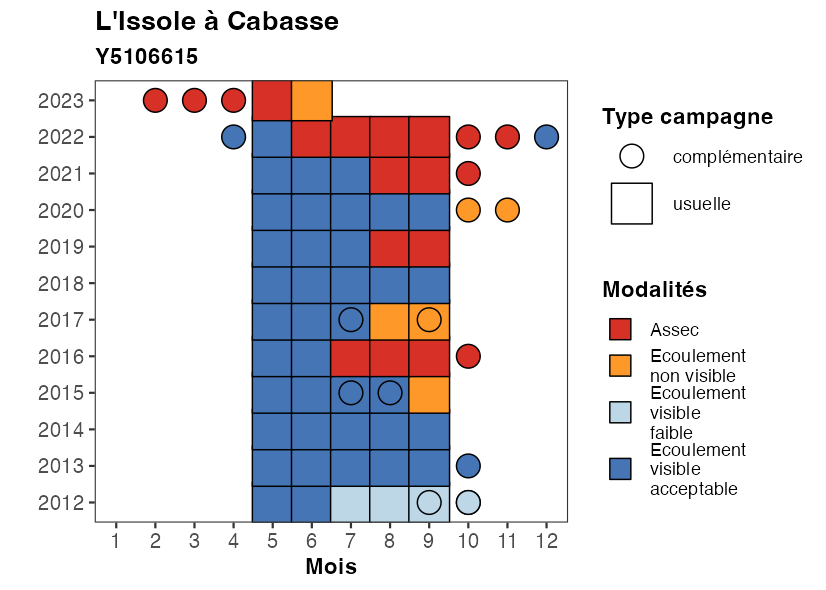 L'Issole à Cabasse
Y5106615
2023
2022
2021
2020
2019
2018
2017
2016
2015
2014
2013
2012
1 2 3 4 5 6 7 8 9 10 11 12
Mois
Type campagne
complémentaire
usuelle
Modalités
Assec
Ecoulement
non visible
Ecoulement
visible
faible
Ecoulement
visible
acceptable